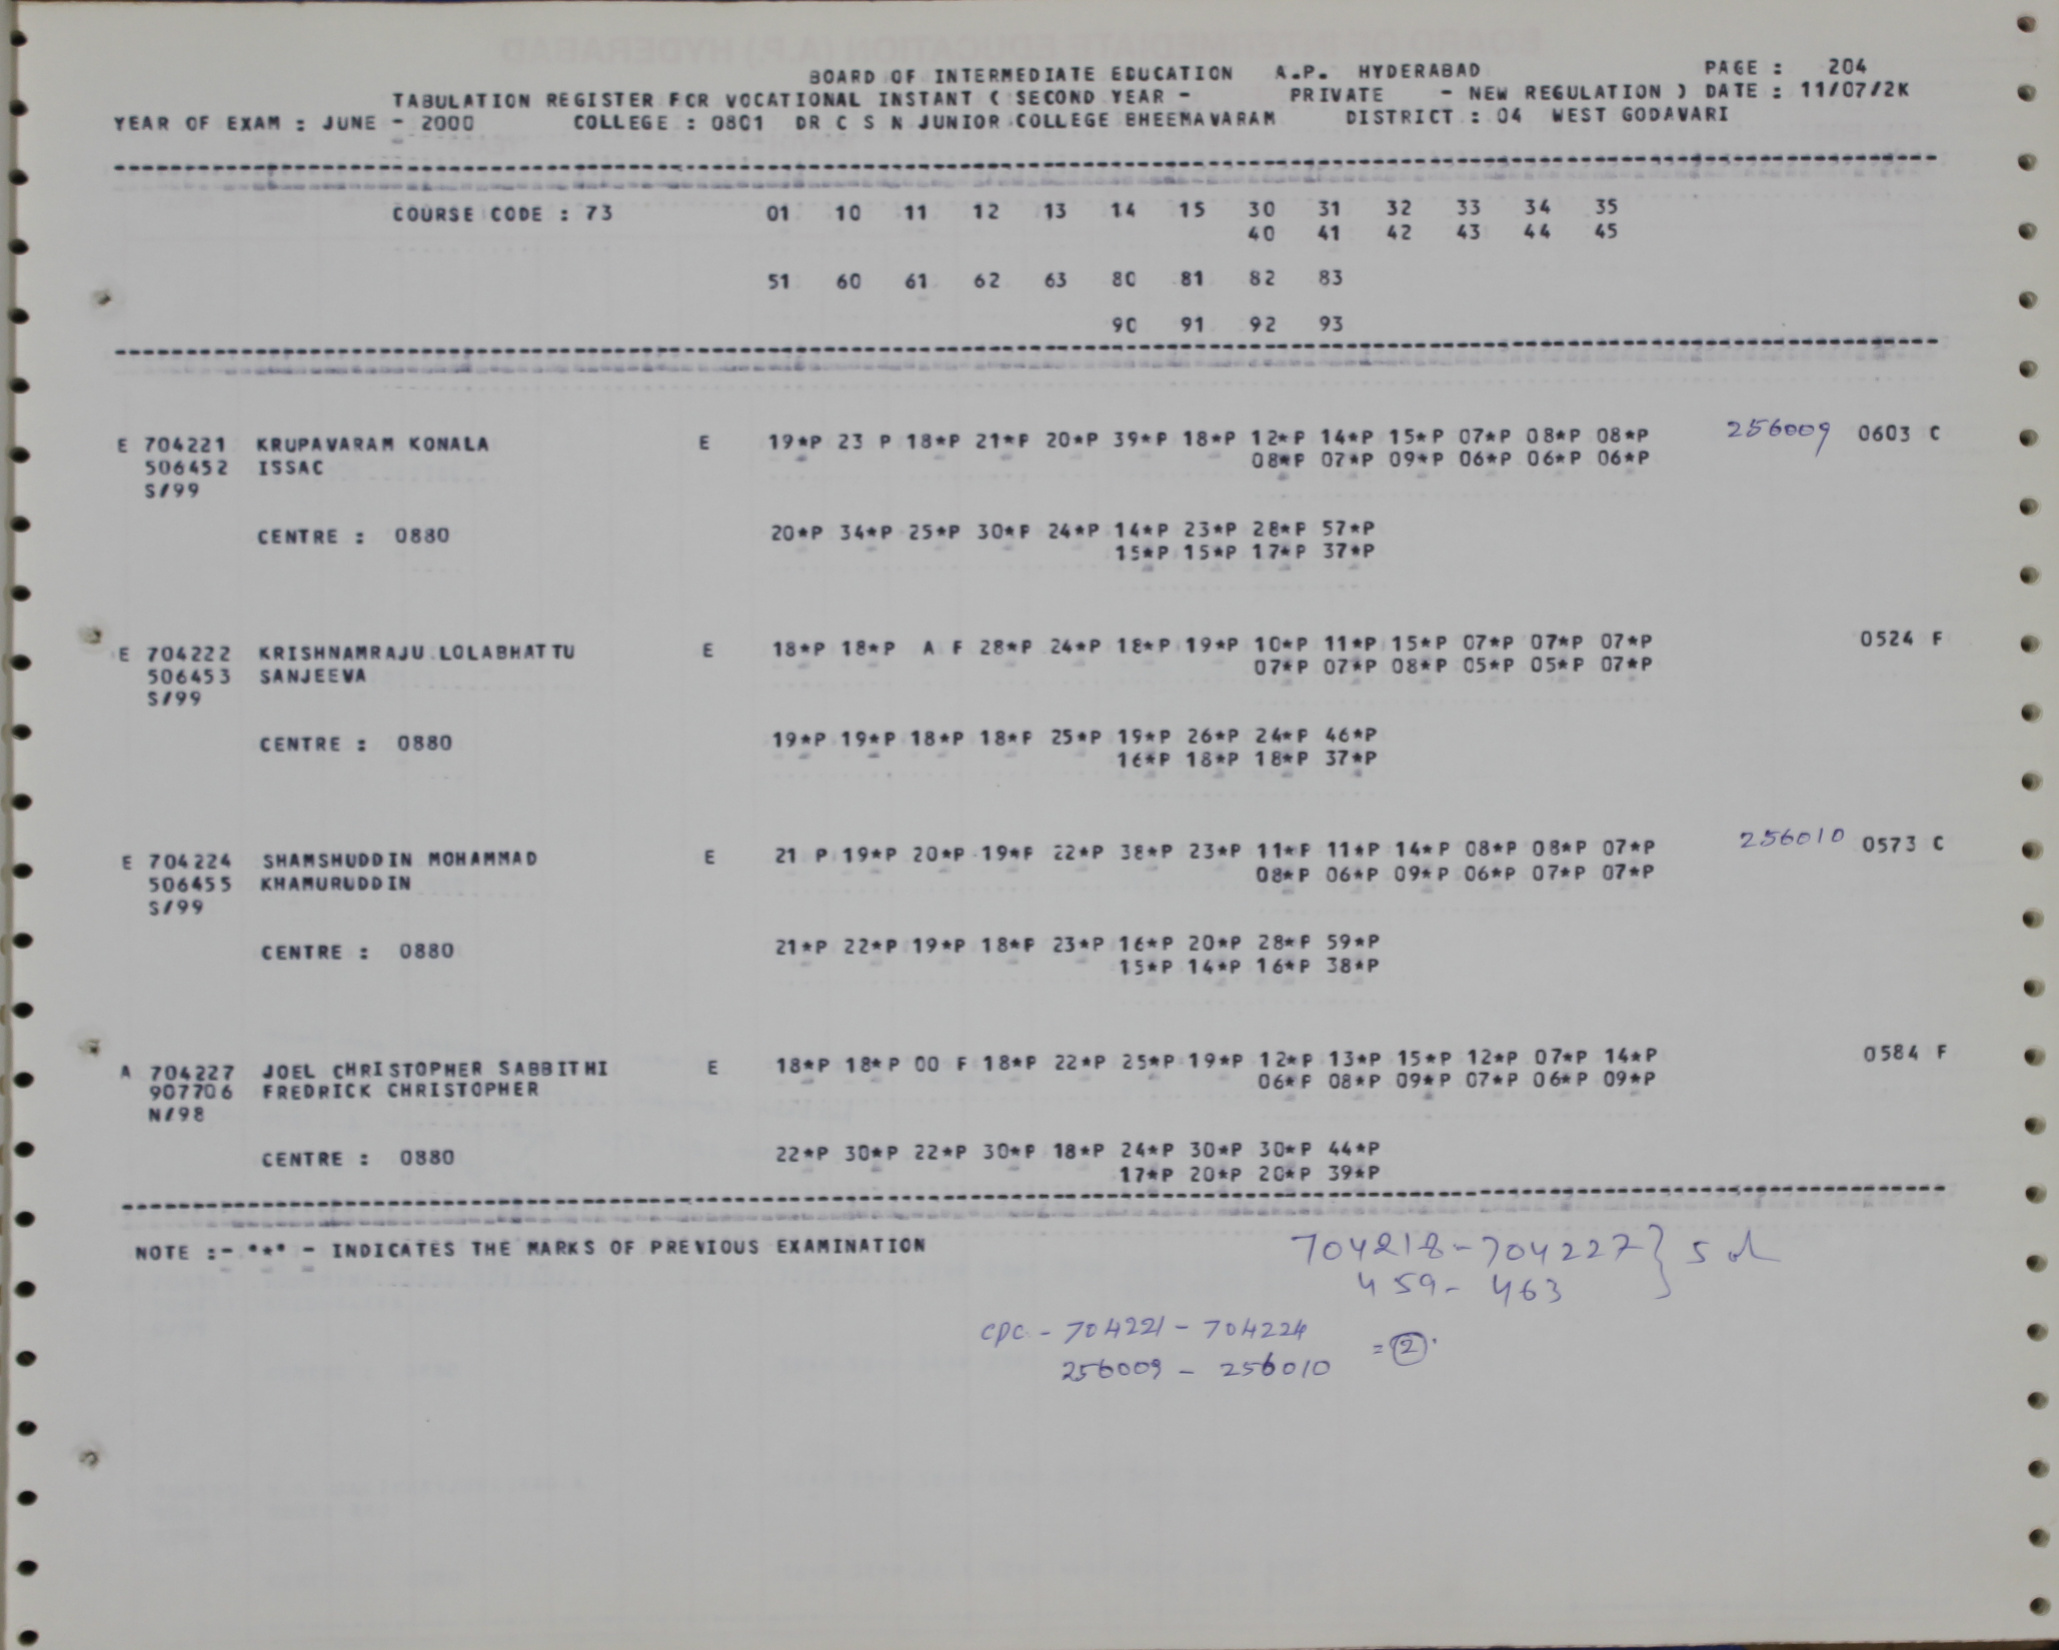 BOARD OF INTERMEDIATE EDUCATION A.P. HYDERABAD PAGE : 204
TABULATION REGISTER FOR VOCATIONAL INSTANT ( SECOND YEAR - PRIVATE - NEW REGULATION ) DATE : 11/07/2K
YEAR OF EXAM : JUNE - 2000 COLLEGE : 0801 DR C S N JUNIOR COLLEGE BHEEMAVARAM DISTRICT : 04 WEST GODAVARI
COURSE CODE : 73 01 10 11 12 13 14 15 30 31 32 33 34 35
40 41 42 43 44 45
51 60 61 62 63 80 81 82 83
90 91 92 93
E 704221 KRUPAVARAM KONALA E 19*P 23 P 18*P 21*P 20*P 39*P 18*P 12*P 14*P 15*P 07*P 08*P 08*P 256009 0603 C
506452 ISSAC 08*P 07*P 09*P 06*P 06*P 06*P
S/99
CENTRE : 0880 20*P 34*P 25*P 30*P 24*P 14*P 23*P 28*P 57*P
15*P 15*P 17*P 37*P
E 704222 KRISHNAMRAJU LOLABHATTU E 18*P 18*P A F 28*P 24*P 18*P 19*P 10*P 11*P 15*P 07*P 07*P 07*P 0524 F
506453 SANJEEVA 07*P 07*P 08*P 05*P 05*P 07*P
S/99
CENTRE : 0880 19*P 19*P 18*P 18*P 25*P 19*P 26*P 24*P 46*P
16*P 18*P 18*P 37*P
E 704224 SHAMSHUDDIN MOHAMMAD E 21 P 19*P 20*P 19*P 22*P 38*P 23*P 11*P 11*P 14*P 08*P 08*P 07*P 256010 0573 C
506455 KHAMURUDDIN 08*P 06*P 09*P 06*P 07*P 07*P
S/99
CENTRE : 0880 21*P 22*P 19*P 18*P 23*P 16*P 20*P 28*P 59*P
15*P 14*P 16*P 38*P
A 704227 JOEL CHRISTOPHER SABBITHI E 18*P 18*P 00 F 18*P 22*P 25*P 19*P 12*P 13*P 15*P 12*P 07*P 14*P 0584 F
907706 FREDRICK CHRISTOPHER 06*P 08*P 09*P 07*P 06*P 09*P
N/98
CENTRE : 0880 22*P 30*P 22*P 30*P 18*P 24*P 30*P 30*P 44*P
17*P 20*P 20*P 39*P
NOTE :- "*" - INDICATES THE MARKS OF PREVIOUS EXAMINATION
704218-704227 } 5
459- 463
cpc - 704221 - 704224
256009 - 256010 = 2